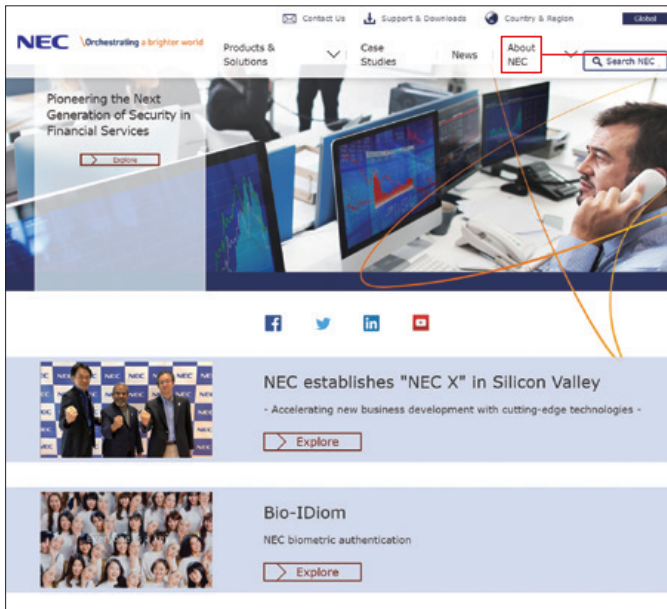 Contact Us
Support & Downloads
Country & Region
Global
NEC
\Orchestrating a brighter world
Products &
Solutions
Case
Studies
News
About
NEC
Search NEC
Pioneering the Next
Generation of Security in
Financial Services
Explore
NEC establishes "NEC X" in Silicon Valley
- Accelerating new business development with cutting-edge technologies -
Explore
Bio-IDiom
NEC biometric authentication
Explore